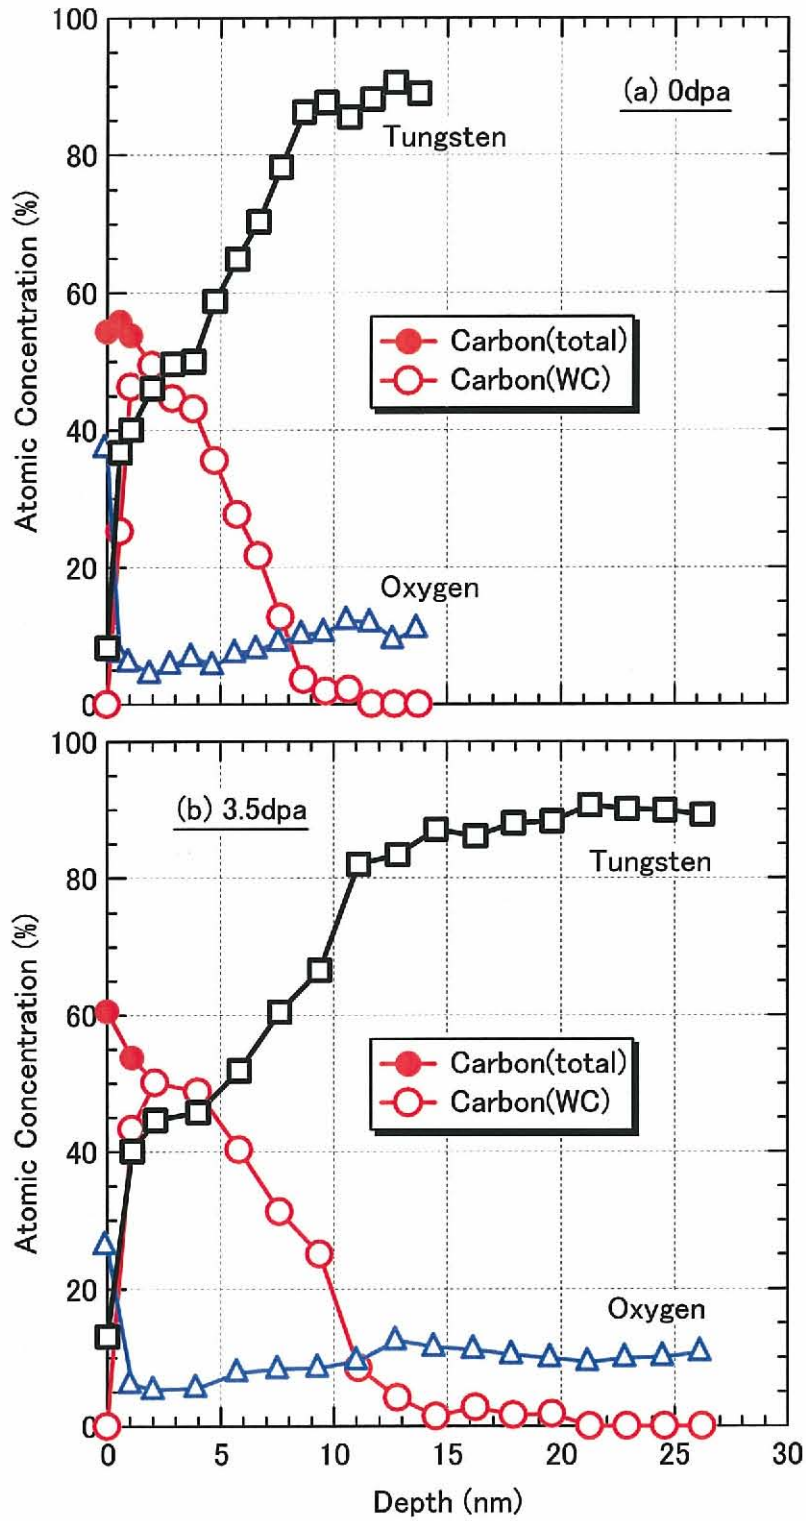 100
(a) 0dpa
Tungsten
80
60
Carbon(total)
Carbon(WC)
40
Oxygen
20
0
Atomic Concentration (%)
100
(b) 3.5dpa
Tungsten
80
60
Carbon(total)
Carbon(WC)
40
Oxygen
20
0
Atomic Concentration (%)
0 5 10 15 20 25 30
Depth (nm)